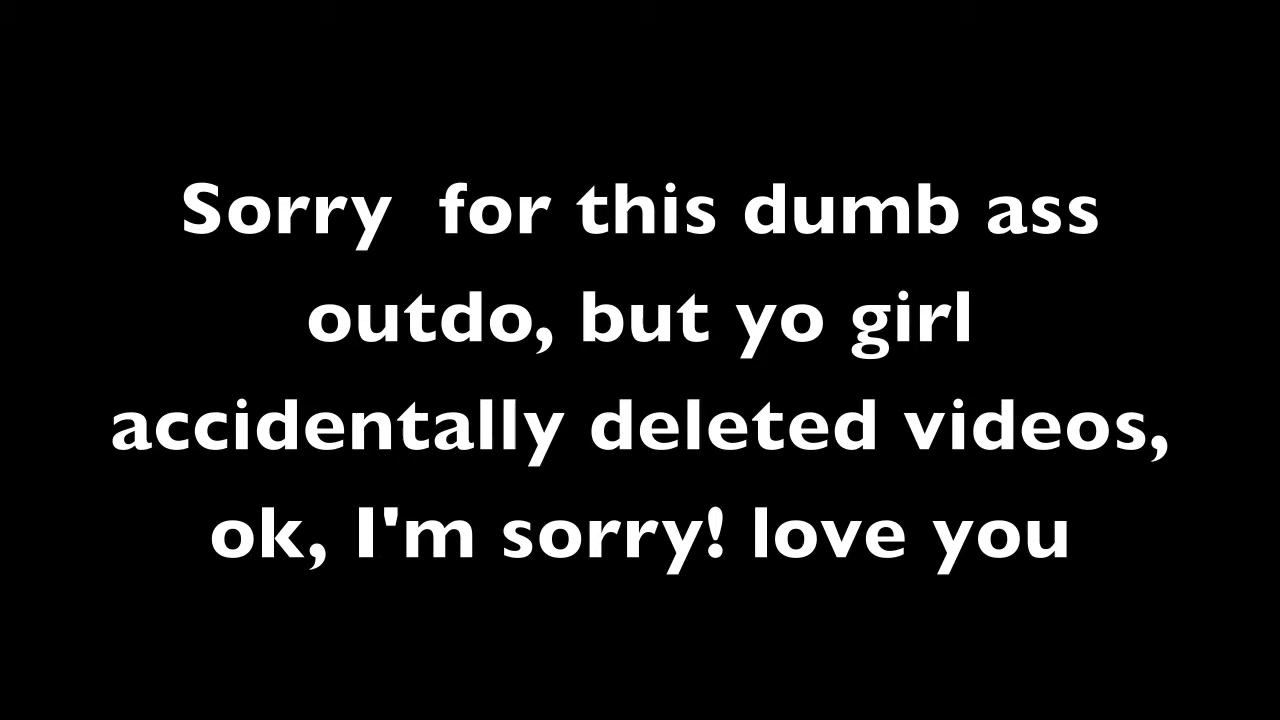 Sorry  for this dumb ass
outdo, but yo girl
accidentally deleted videos,
ok, I'm sorry! love you